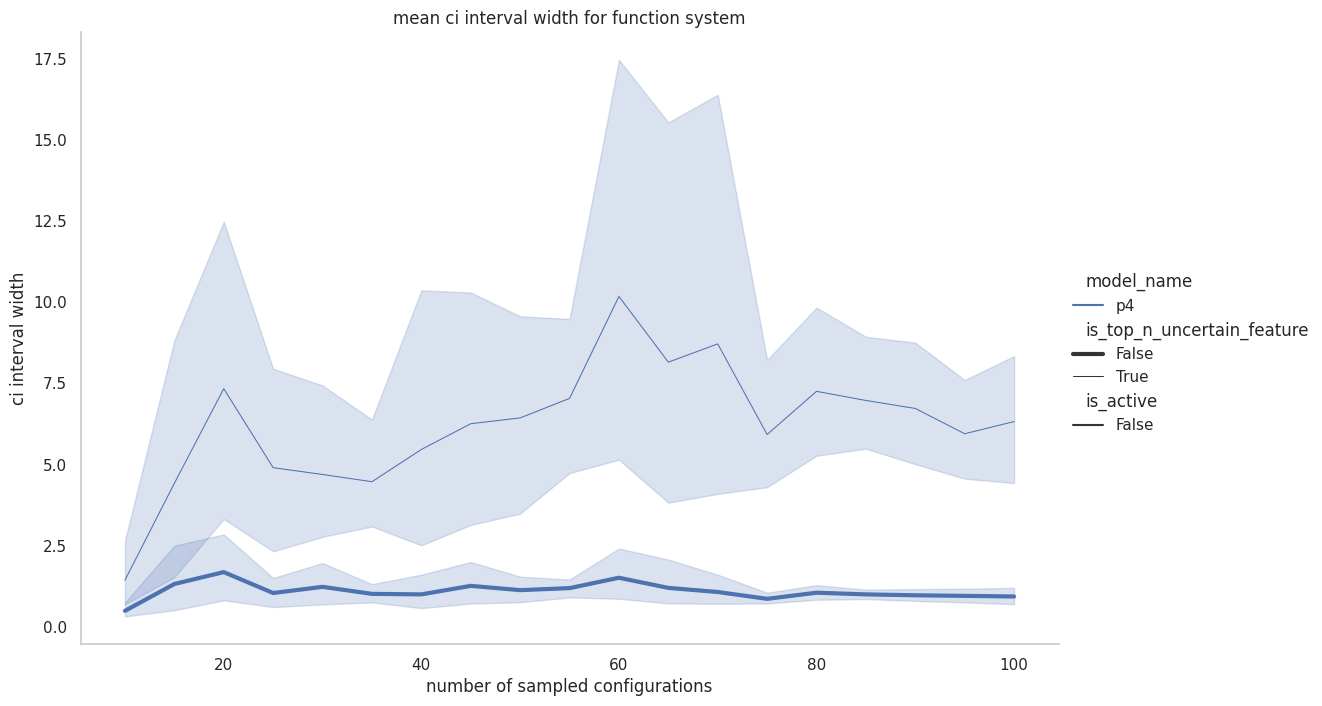 mean ci interval width for function system
17.5
15.0
12.5
10.0
7.5
5.0
2.5
0.0
ci interval width
20 40 60 80 100
number of sampled configurations
model_name
p4
is_top_n_uncertain_feature
False
True
is_active
False